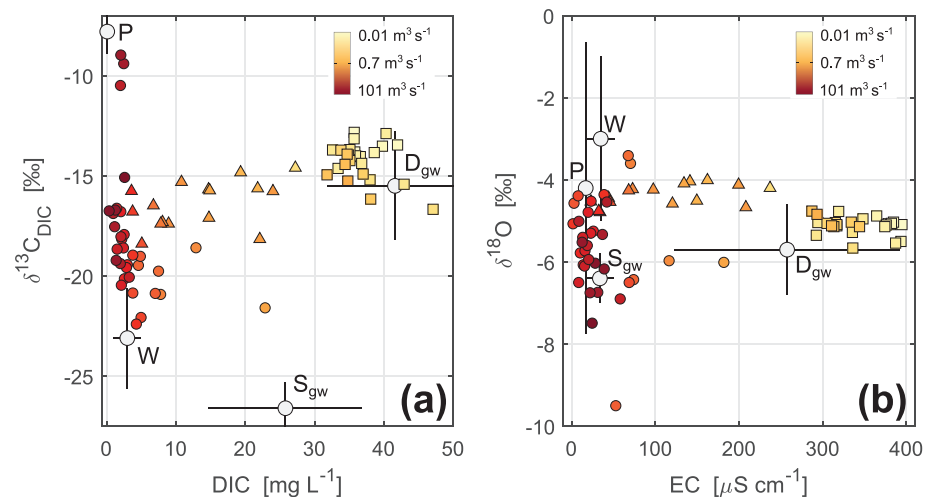 0.01 m³ s⁻¹
0.7 m³ s⁻¹
101 m³ s⁻¹
P
D_gw
W
S_gw
(a)
-10
-15
-20
-25
0
10
20
30
40
50
δ¹³C_DIC [‰]
DIC [mg L⁻¹]
0.01 m³ s⁻¹
0.7 m³ s⁻¹
101 m³ s⁻¹
W
P
S_gw
D_gw
(b)
0
-2
-4
-6
-8
-10
0
100
200
300
400
δ¹⁸O [‰]
EC [μS cm⁻¹]